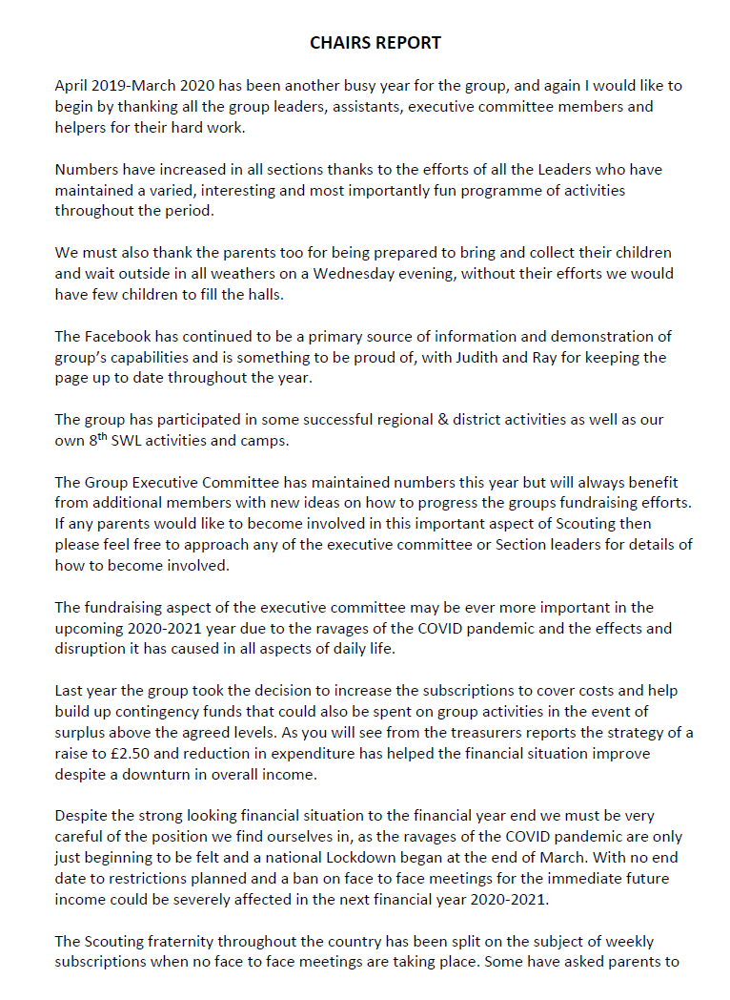 CHAIRS REPORT
April 2019-March 2020 has been another busy year for the group, and again I would like to
begin by thanking all the group leaders, assistants, executive committee members and
helpers for their hard work.
Numbers have increased in all sections thanks to the efforts of all the Leaders who have
maintained a varied, interesting and most importantly fun programme of activities
throughout the period.
We must also thank the parents too for being prepared to bring and collect their children
and wait outside in all weathers on a Wednesday evening, without their efforts we would
have few children to fill the halls.
The Facebook has continued to be a primary source of information and demonstration of
group’s capabilities and is something to be proud of, with Judith and Ray for keeping the
page up to date throughout the year.
The group has participated in some successful regional & district activities as well as our
own 8th SWL activities and camps.
The Group Executive Committee has maintained numbers this year but will always benefit
from additional members with new ideas on how to progress the groups fundraising efforts.
If any parents would like to become involved in this important aspect of Scouting then
please feel free to approach any of the executive committee or Section leaders for details of
how to become involved.
The fundraising aspect of the executive committee may be ever more important in the
upcoming 2020-2021 year due to the ravages of the COVID pandemic and the effects and
disruption it has caused in all aspects of daily life.
Last year the group took the decision to increase the subscriptions to cover costs and help
build up contingency funds that could also be spent on group activities in the event of
surplus above the agreed levels. As you will see from the treasurers reports the strategy of a
raise to £2.50 and reduction in expenditure has helped the financial situation improve
despite a downturn in overall income.
Despite the strong looking financial situation to the financial year end we must be very
careful of the position we find ourselves in, as the ravages of the COVID pandemic are only
just beginning to be felt and a national Lockdown began at the end of March. With no end
date to restrictions planned and a ban on face to face meetings for the immediate future
income could be severely affected in the next financial year 2020-2021.
The Scouting fraternity throughout the country has been split on the subject of weekly
subscriptions when no face to face meetings are taking place. Some have asked parents to